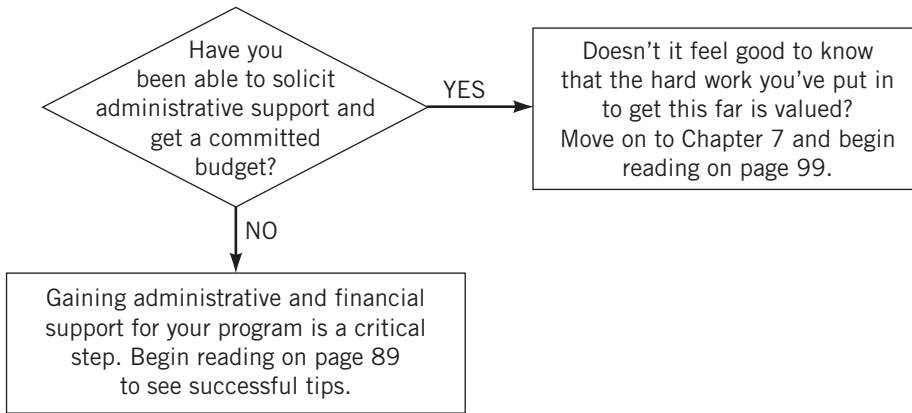 Have you
been able to solicit
administrative support and
get a committed
budget?
YES
Doesn’t it feel good to know
that the hard work you’ve put in
to get this far is valued?
Move on to Chapter 7 and begin
reading on page 99.
NO
Gaining administrative and financial
support for your program is a critical
step. Begin reading on page 89
to see successful tips.